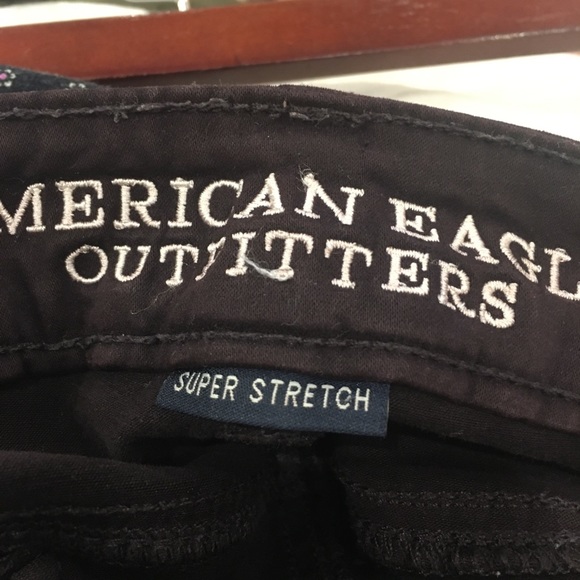 MERICAN EAGL
OUTFITTERS
SUPER STRETCH